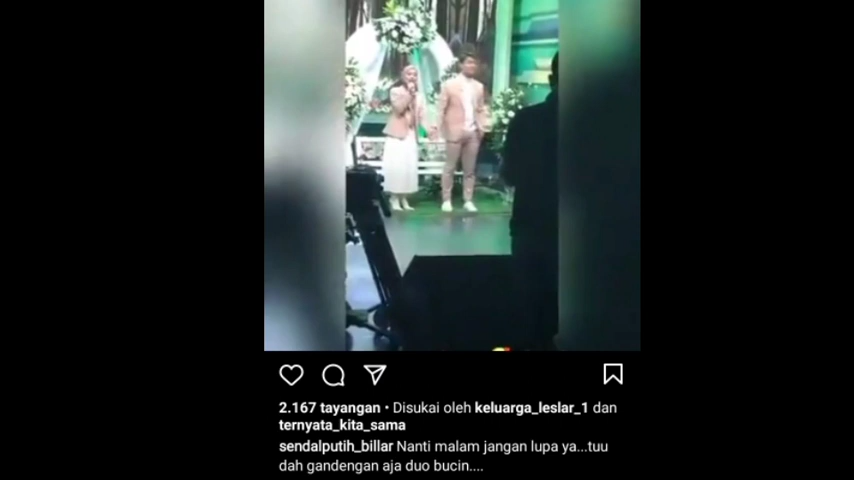 2.167 tayangan • Disukai oleh keluarga_leslar_1 dan
ternyata_kita_sama
sendalputih_billar Nanti malam jangan lupa ya...tuu
dah gandengan aja duo bucin....